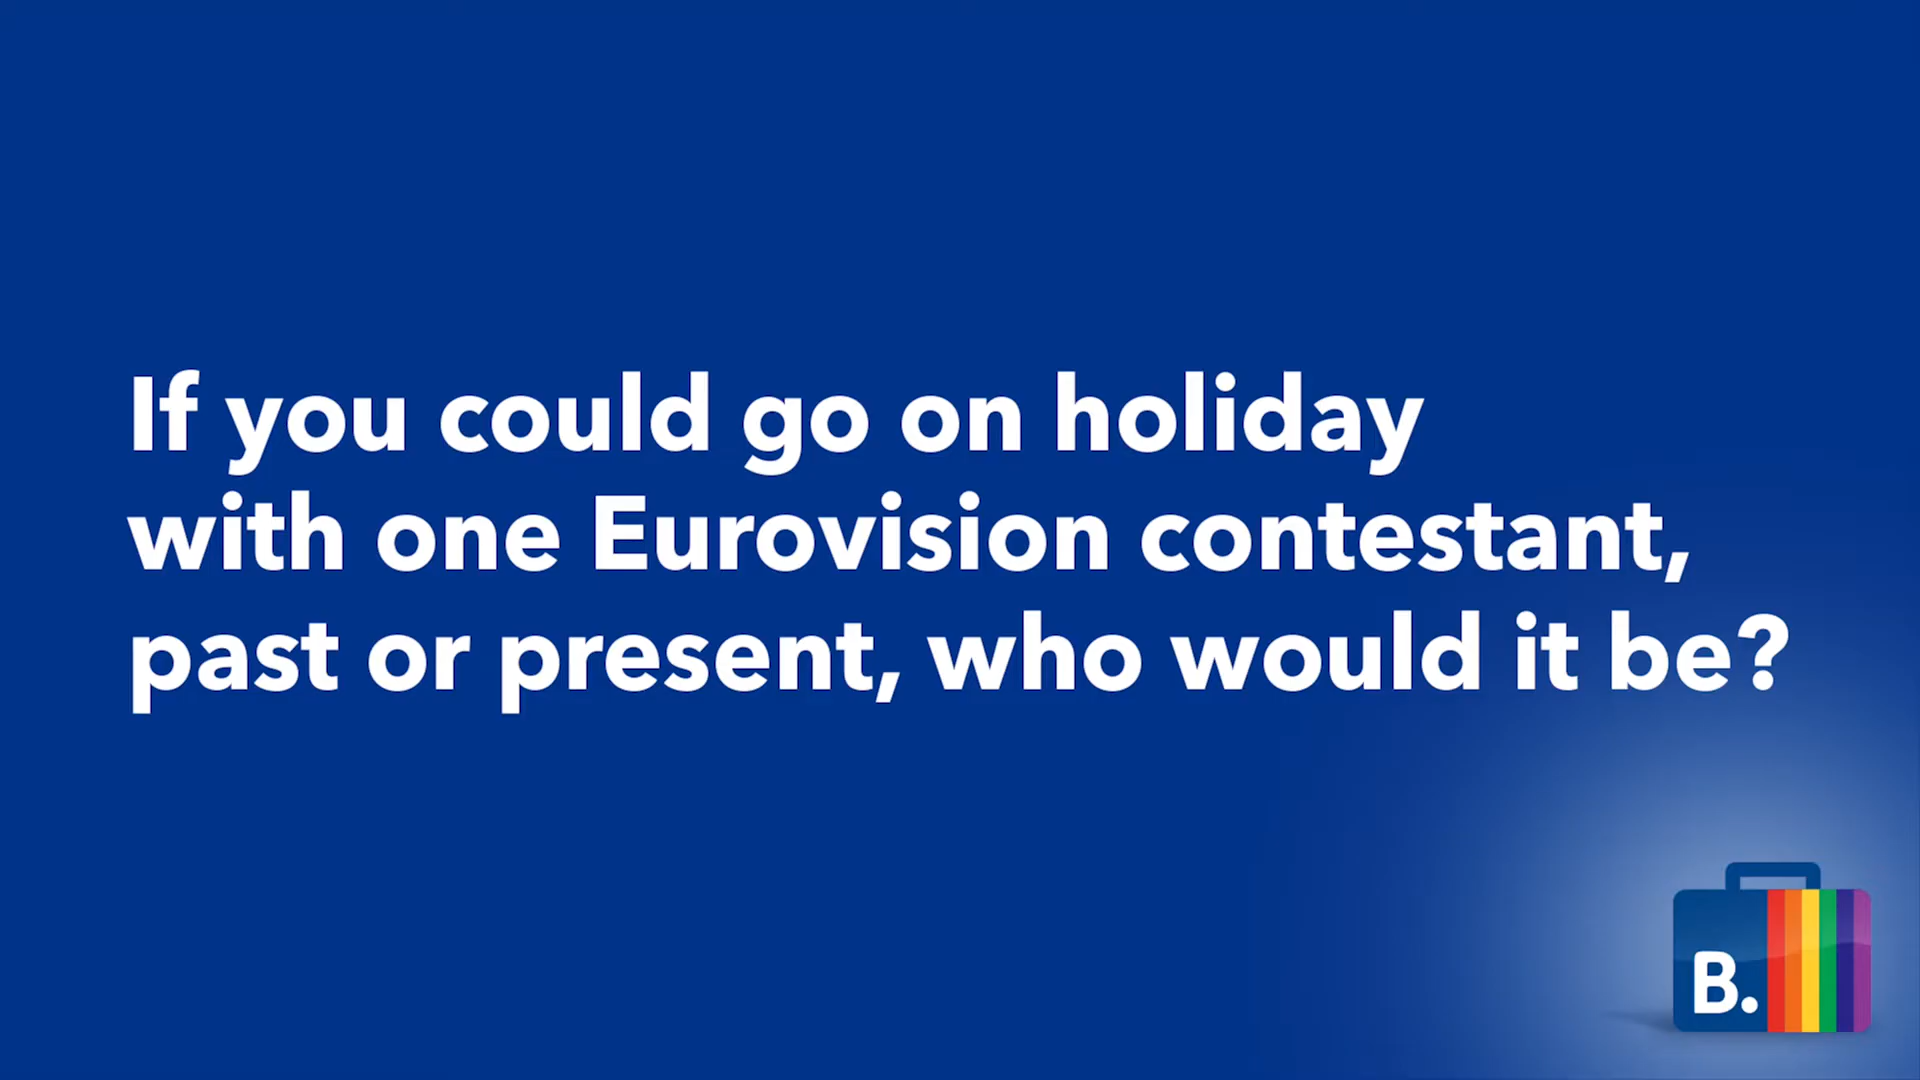 If you could go on holiday
with one Eurovision contestant,
past or present, who would it be?
B.